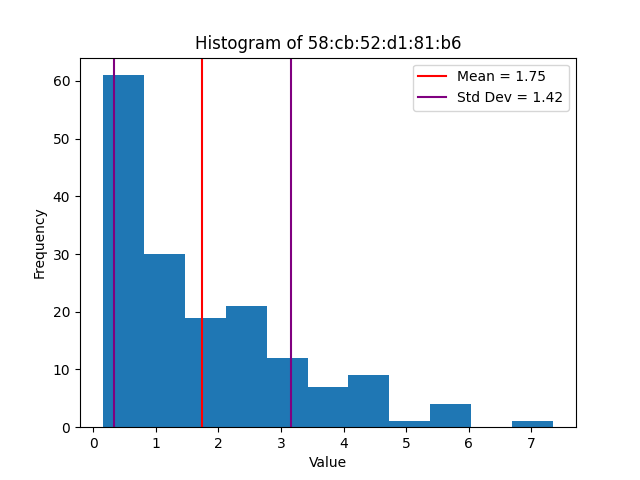 Histogram of 58:cb:52:d1:81:b6
Mean = 1.75
Std Dev = 1.42
Frequency
60
50
40
30
20
10
0
0 1 2 3 4 5 6 7
Value